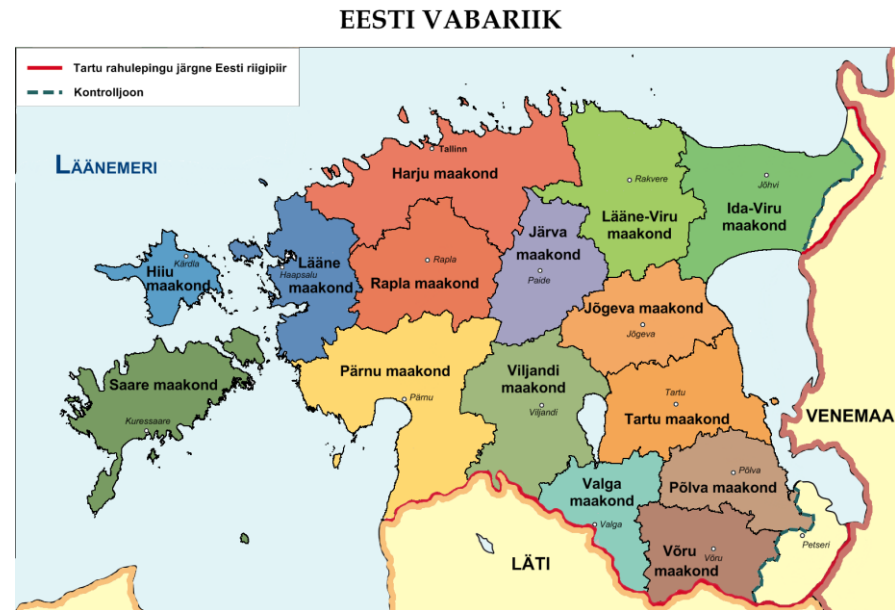 EESTI VABARIIK
Tartu rahulepingu järgne Eesti riigipiir
Kontrolljoon
LÄÄNEMERI
Tallinn
Harju maakond
Rakvere
Lääne-Viru
maakond
Jõhvi
Ida-Viru
maakond
Kärdla
Hiiu
maakond
Lääne
Haapsalu
maakond
Rapla
Rapla maakond
Järva
maakond
Paide
Jõgeva maakond
Jõgeva
Saare maakond
Kuressaare
Pärnu maakond
Pärnu
Viljandi
maakond
Viljandi
Tartu
Tartu maakond
VENEMAA
Valga
maakond
Valga
Põlva
Põlva maakond
Võru
Võru
maakond
Petseri
LÄTI